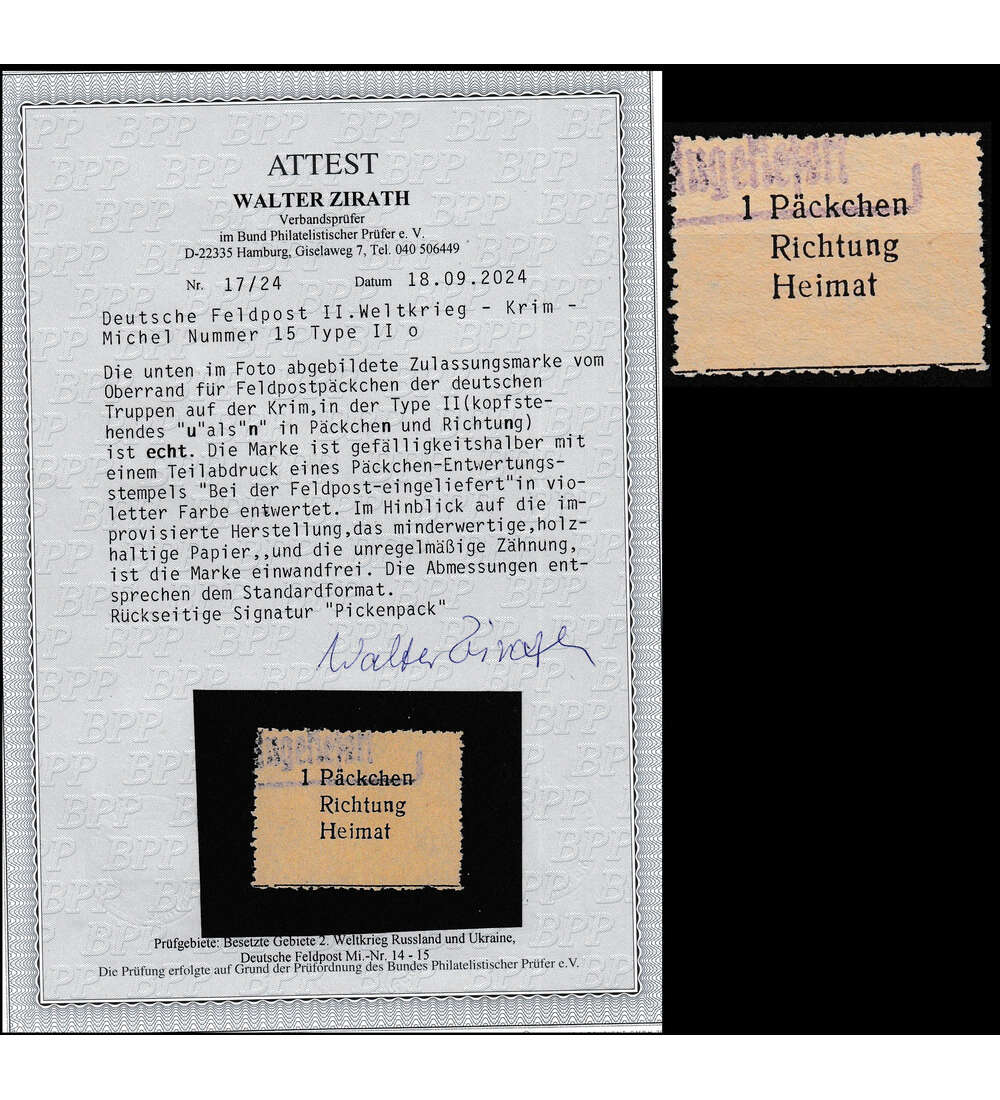 ATTEST
WALTER ZIRATH
Verbandsprüfer
im Bund Philatelistischer Prüfer e. V.
D-22335 Hamburg, Giselaweg 7, Tel. 040 506449
Nr. 17/24 Datum 18.09.2024
Deutsche Feldpost II.Weltkrieg - Krim -
Michel Nummer 15 Type II o
Die unten im Foto abgebildete Zulassungsmarke vom
Oberrand für Feldpostpäckchen der deutschen
Truppen auf der Krim,in der Type II(kopfste-
hendes "u"als"n" in Päckchen und Richtung)
ist echt. Die Marke ist gefälligkeitshalber mit
einem Teilabdruck eines Päckchen-Entwertungs-
stempels "Bei der Feldpost-eingeliefert"in vio-
letter Farbe entwertet. Im Hinblick auf die im-
provisierte Herstellung,das minderwertige,holz-
haltige Papier,,und die unregelmäßige Zähnung,
ist die Marke einwandfrei. Die Abmessungen ent-
sprechen dem Standardformat.
Rückseitige Signatur "Pickenpack"
Walter Zirath
1 Päckchen
Richtung
Heimat
Prüfgebiete: Besetzte Gebiete 2. Weltkrieg Russland und Ukraine,
Deutsche Feldpost Mi.-Nr. 14 - 15
Die Prüfung erfolgte auf Grund der Prüfordnung des Bundes Philatelistischer Prüfer e.V.
1 Päckchen
Richtung
Heimat